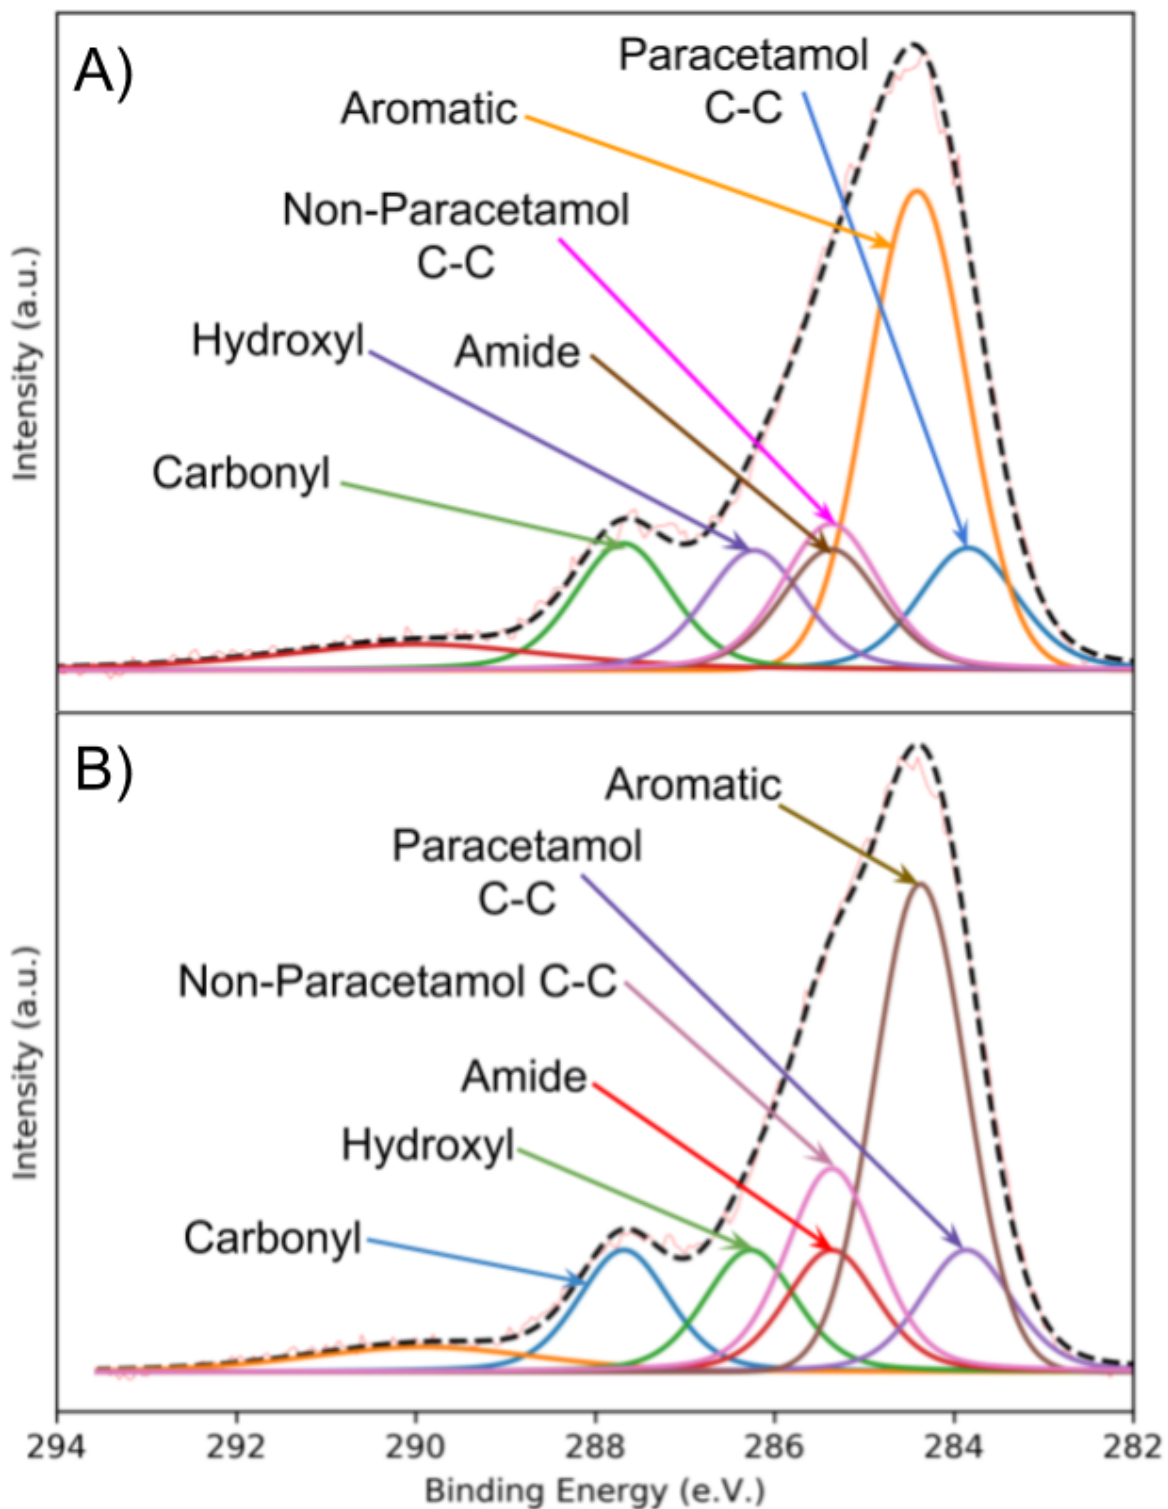 A)
Paracetamol
C-C
Aromatic
Non-Paracetamol
C-C
Hydroxyl
Amide
Carbonyl
Intensity (a.u.)
B)
Aromatic
Paracetamol
C-C
Non-Paracetamol C-C
Amide
Hydroxyl
Carbonyl
Intensity (a.u.)
294 292 290 288 286 284 282
Binding Energy (e.V.)